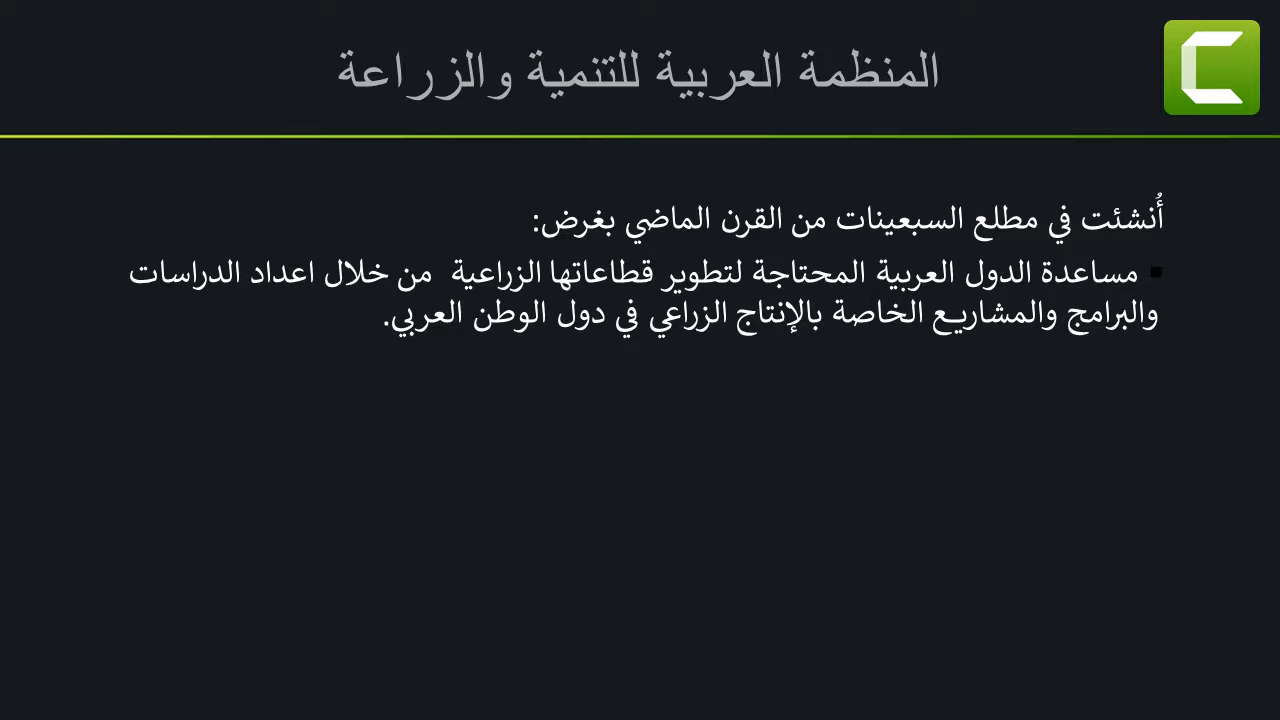 المنظمة العربية للتنمية والزراعة
أُنشئت في مطلع السبعينات من القرن الماضي بغرض:
▪ مساعدة الدول العربية المحتاجة لتطوير قطاعاتها الزراعية من خلال اعداد الدراسات
والبرامج والمشاريع الخاصة بالإنتاج الزراعي في دول الوطن العربي.